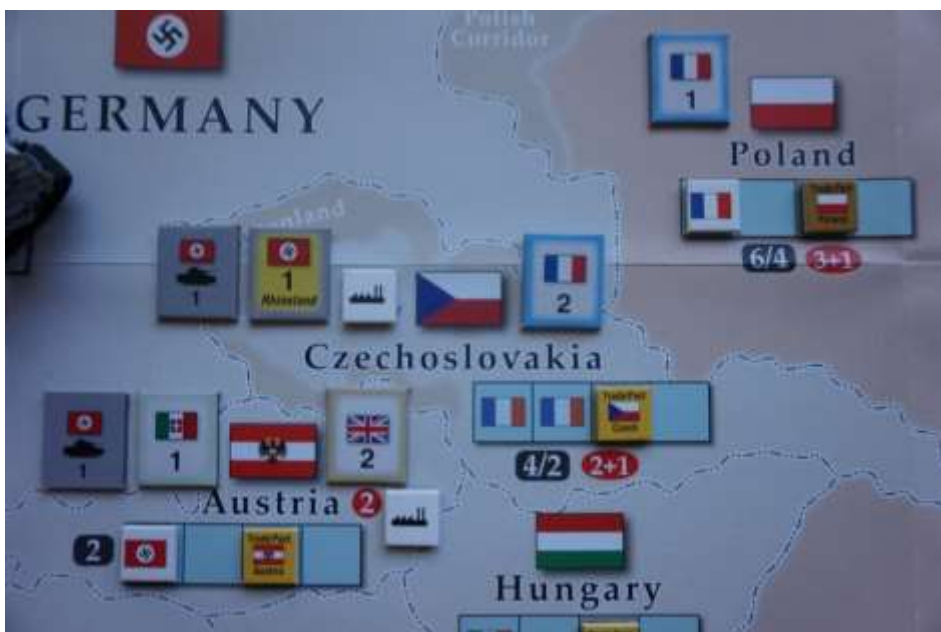 Polish
Corridor
GERMANY
1
Poland
6/4
3+1
1
1
Rhineland
2
Czechoslovakia
4/2
2+1
1
1
2
Austria 2
2
Hungary